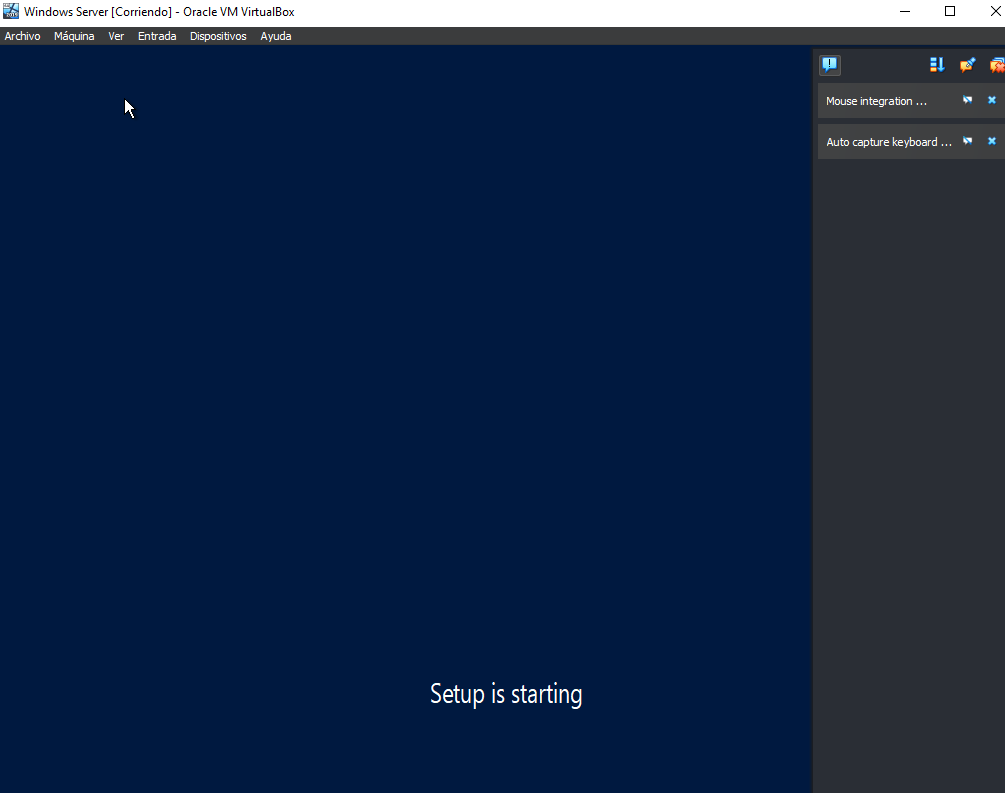 Windows Server [Corriendo] - Oracle VM VirtualBox
Archivo Máquina Ver Entrada Dispositivos Ayuda
Mouse integration ...
Auto capture keyboard ...
Setup is starting